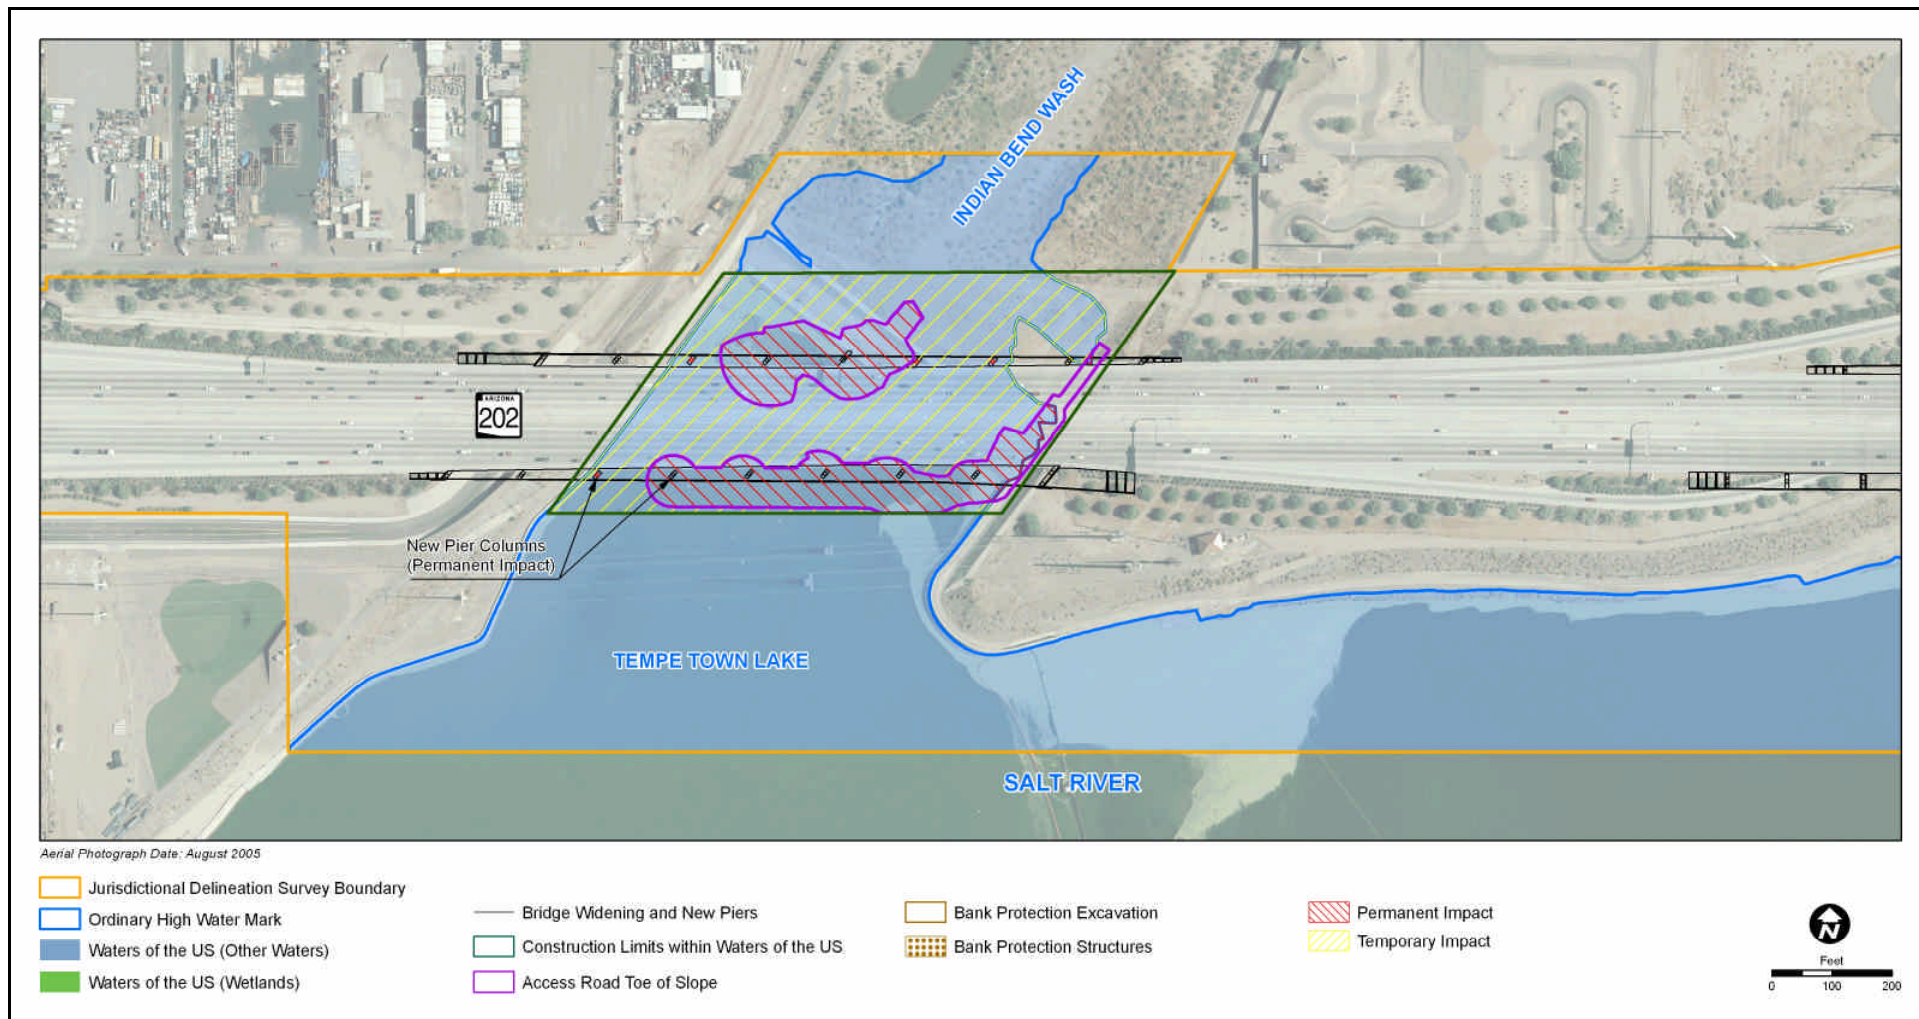 INDIAN BEND WASH
ARIZONA
202
New Pier Columns
(Permanent Impact)
TEMPE TOWN LAKE
SALT RIVER
Aerial Photograph Date: August 2005
Jurisdictional Delineation Survey Boundary
Ordinary High Water Mark
Waters of the US (Other Waters)
Waters of the US (Wetlands)
Bridge Widening and New Piers
Construction Limits within Waters of the US
Access Road Toe of Slope
Bank Protection Excavation
Bank Protection Structures
Permanent Impact
Temporary Impact
N
Feet
0 100 200